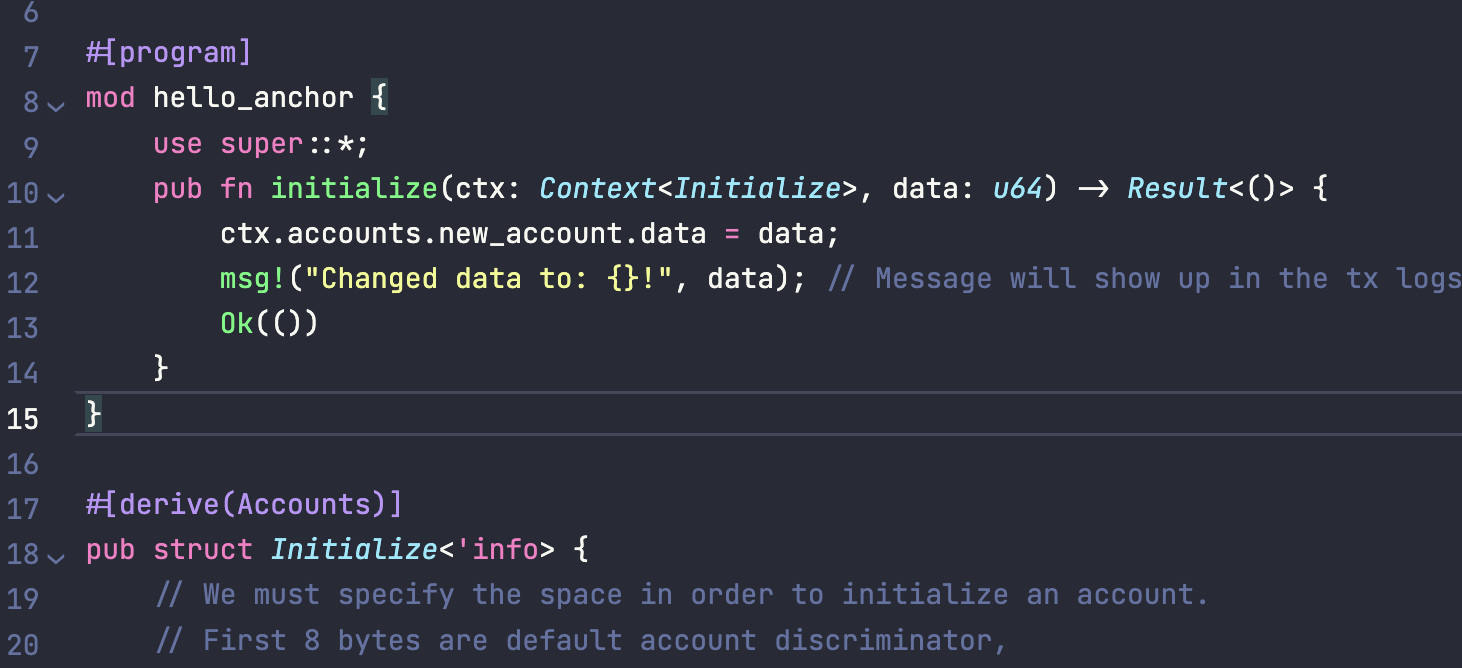 6
7 #[program]
8 mod hello_anchor {
9     use super::*;
10     pub fn initialize(ctx: Context<Initialize>, data: u64) -> Result<()> {
11         ctx.accounts.new_account.data = data;
12         msg!("Changed data to: {}!", data); // Message will show up in the tx logs
13         Ok(())
14     }
15 }
16
17 #[derive(Accounts)]
18 pub struct Initialize<'info> {
19     // We must specify the space in order to initialize an account.
20     // First 8 bytes are default account discriminator,